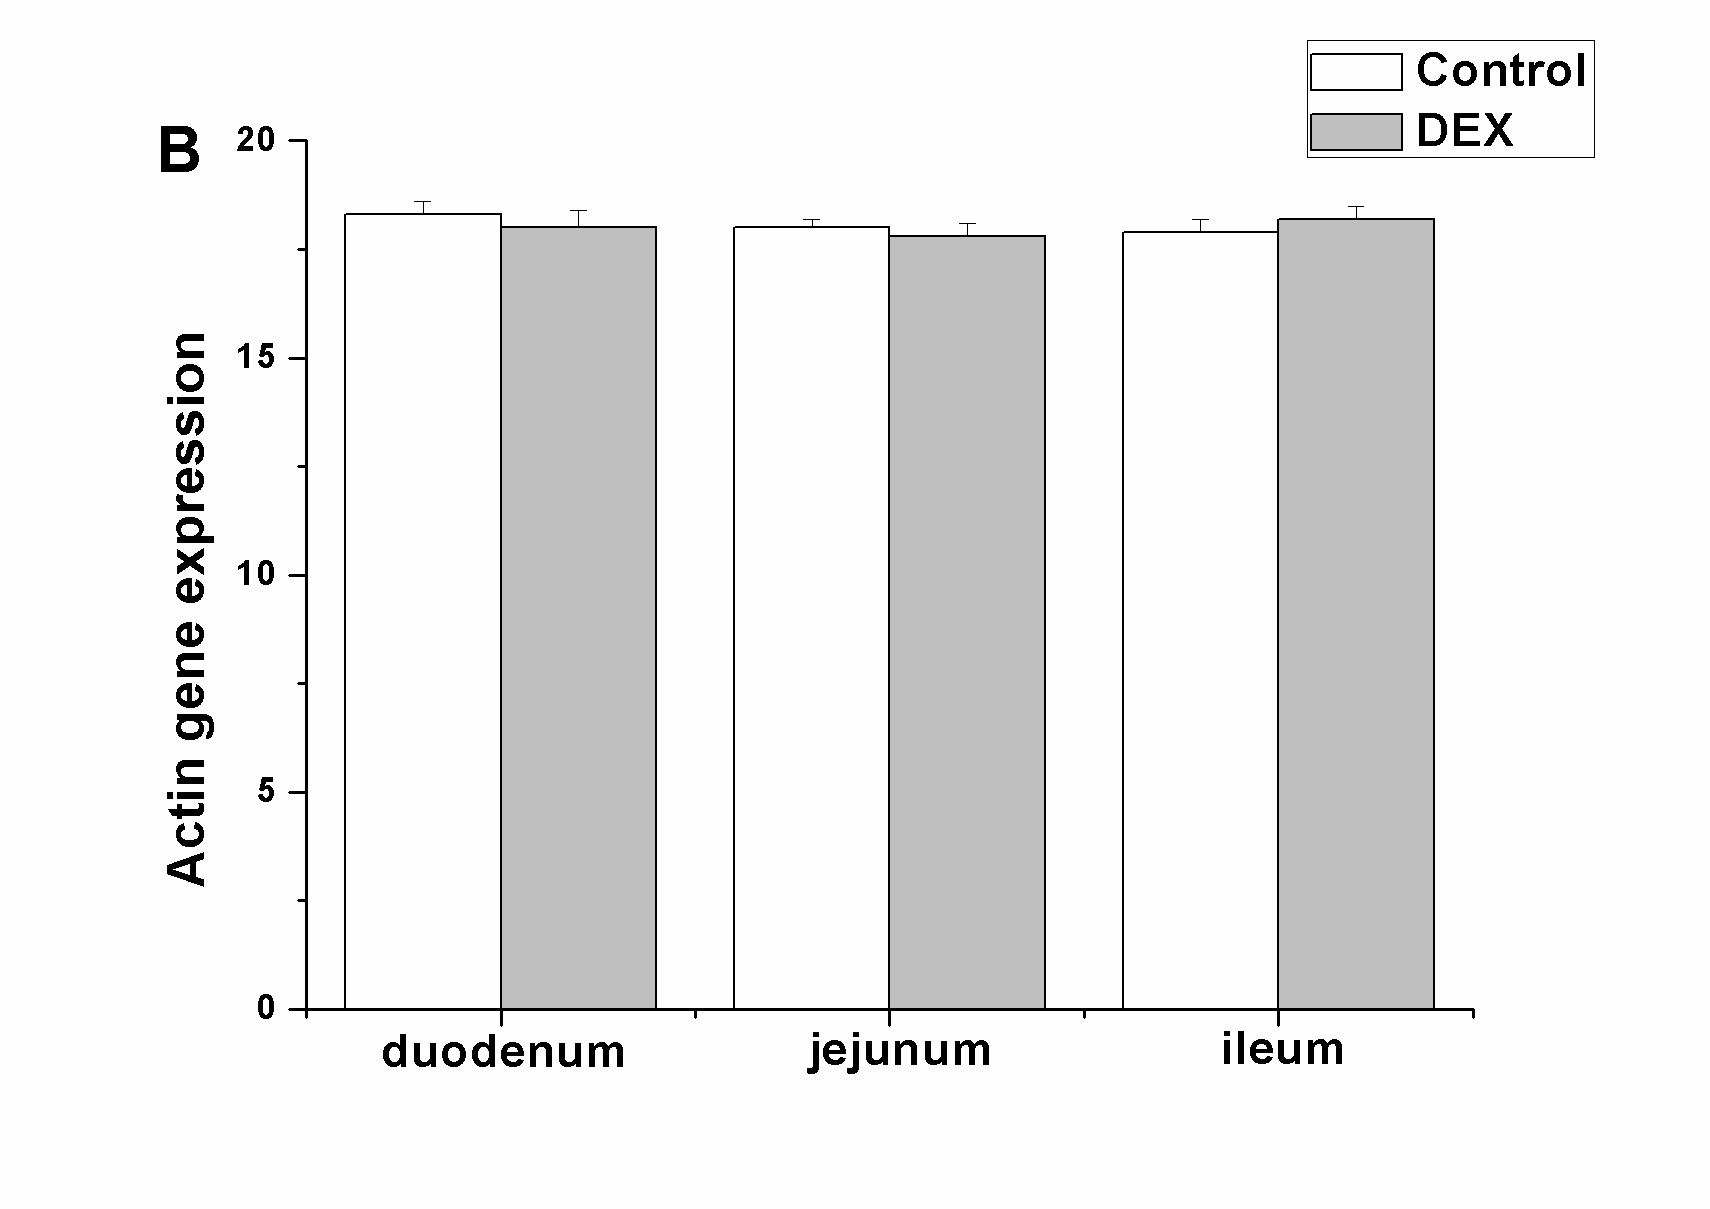 Control
DEX
B
20
15
10
5
0
Actin gene expression
duodenum
jejunum
ileum